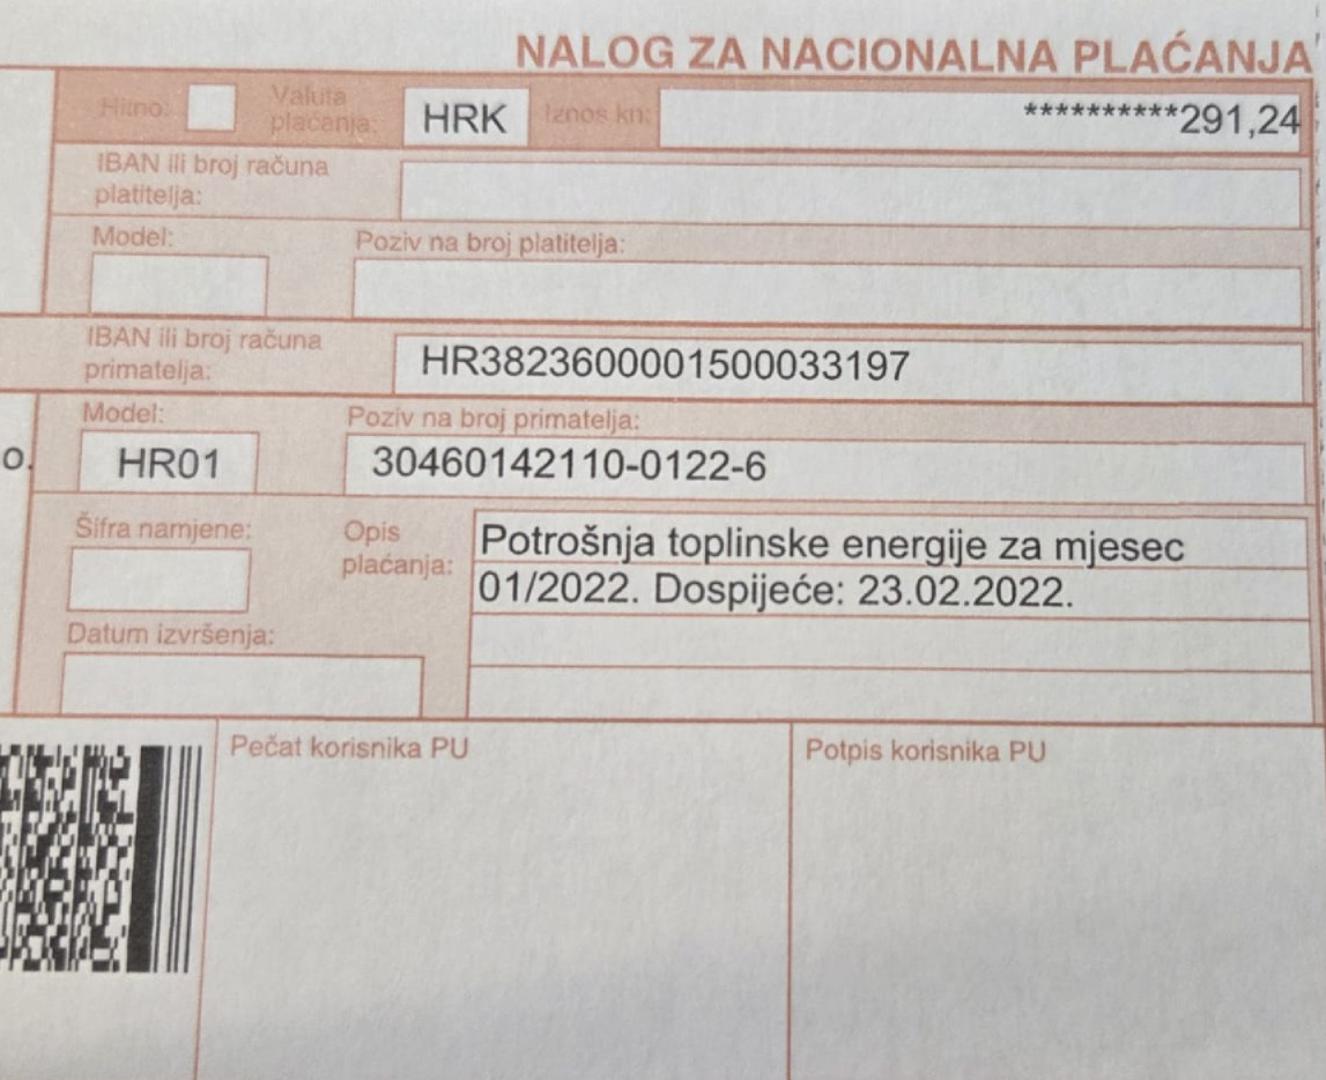 NALOG ZA NACIONALNA PLAĆANJA
Hitno:
Valuta
plaćanja:
HRK
Iznos kn:
**********291,24
IBAN ili broj računa
platitelja:
Model:
Poziv na broj platitelja:
IBAN ili broj računa
primatelja:
HR3823600001500033197
o.
Model:
Poziv na broj primatelja:
HR01
30460142110-0122-6
Šifra namjene:
Opis
plaćanja:
Potrošnja toplinske energije za mjesec
01/2022. Dospijeće: 23.02.2022.
Datum izvršenja:
Pečat korisnika PU
Potpis korisnika PU